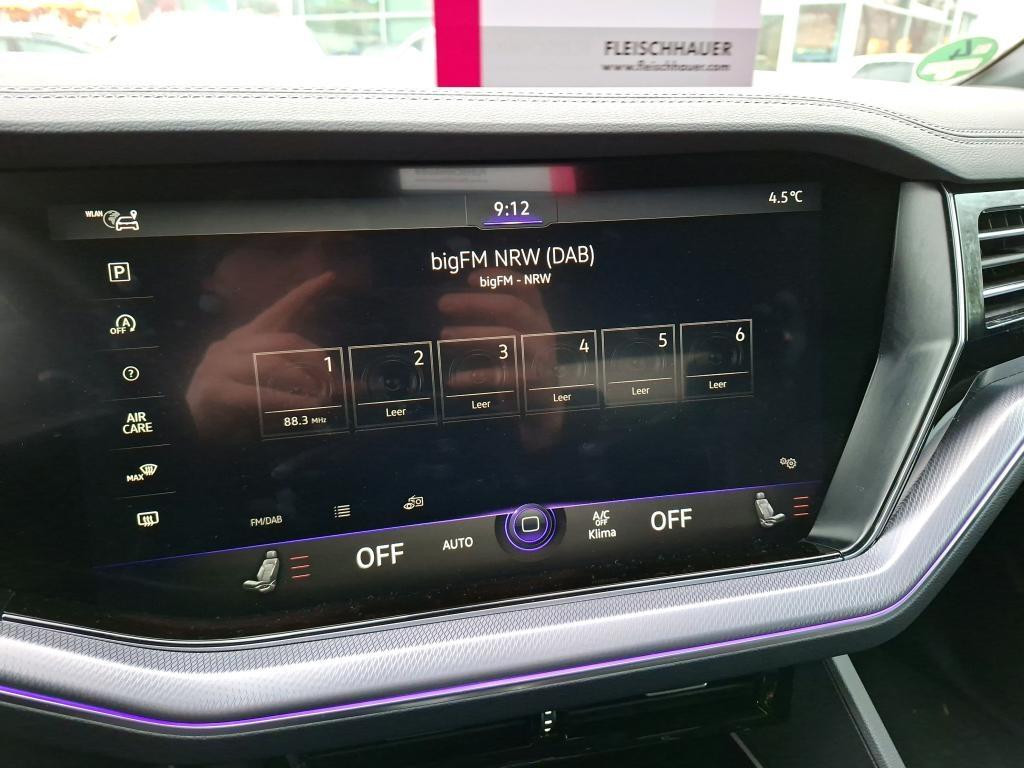 FLEISCHHAUER
www.fleischhauer.com
WLAN
9:12
4.5°C
bigFM NRW (DAB)
bigFM - NRW
P
A
OFF
?
AIR
CARE
MAX
1
88.3 MHz
2
Leer
3
Leer
4
Leer
5
Leer
6
Leer
FM/DAB
OFF
AUTO
A/C
OFF
Klima
OFF